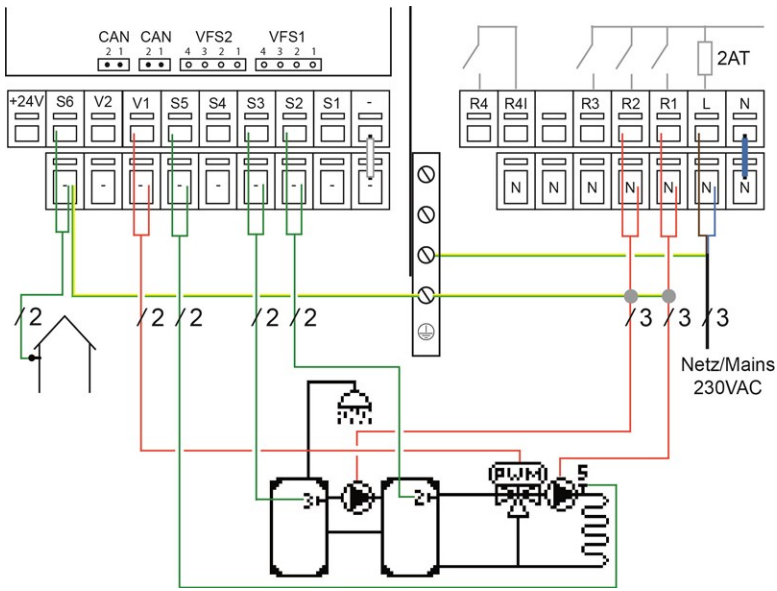 CAN CAN VFS2 VFS1
2 1 2 1 4 3 2 1 4 3 2 1
2AT
+24V S6 V2 V1 S5 S4 S3 S2 S1 -
R4 R4I R3 R2 R1 L N
- - - - - - - - -
N N N N N N N
2 2 2 2 2
3 3 3
Netz/Mains
230VAC
PWM
5
3 2